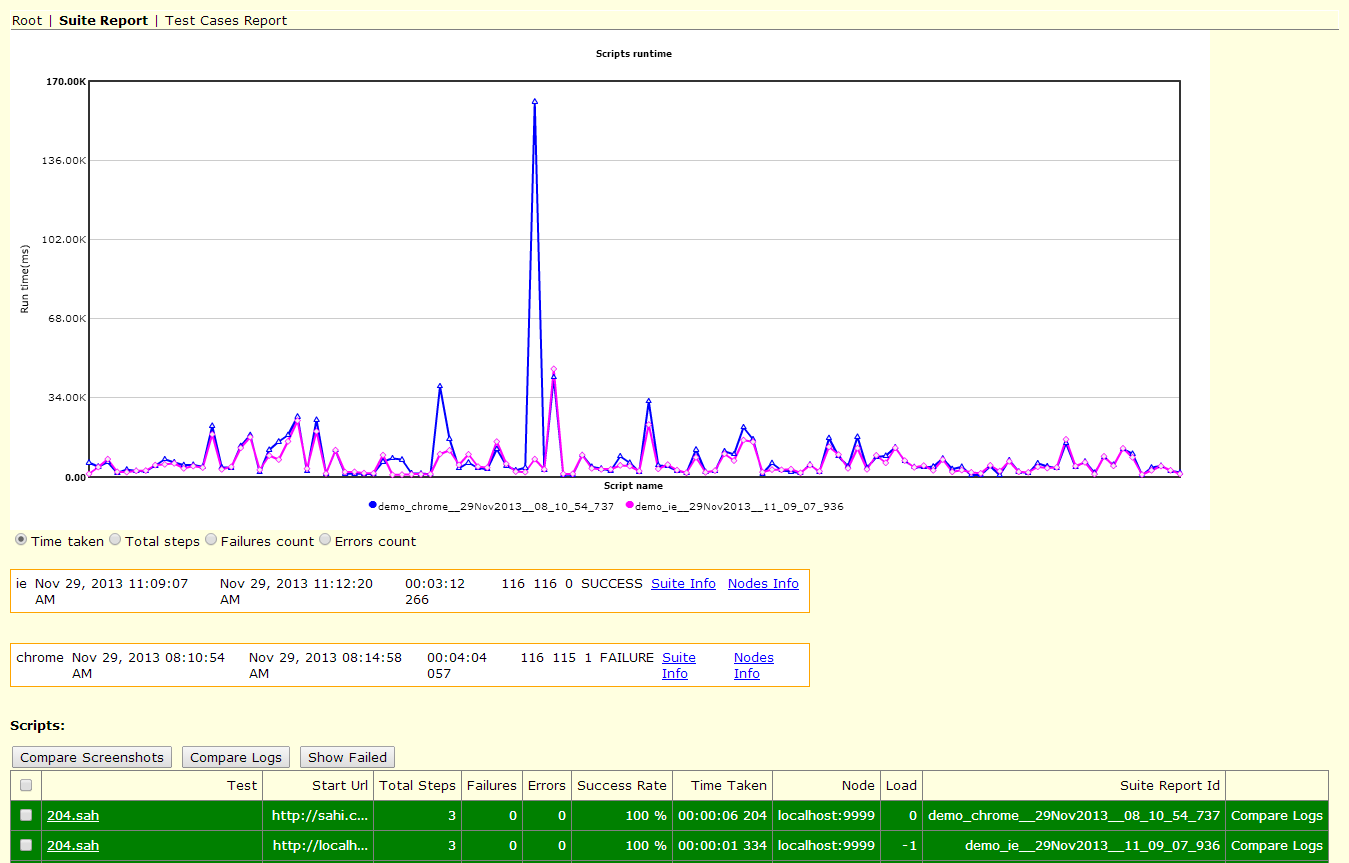 Root | Suite Report | Test Cases Report
Scripts runtime
170.00K
136.00K
102.00K
68.00K
34.00K
0.00
Run time(ms)
Script name
demo_chrome__29Nov2013__08_10_54_737 demo_ie__29Nov2013__11_09_07_936
Time taken Total steps Failures count Errors count
ie Nov 29, 2013 11:09:07 Nov 29, 2013 11:12:20 00:03:12 116 116 0 SUCCESS Suite Info Nodes Info
AM AM 266
chrome Nov 29, 2013 08:10:54 Nov 29, 2013 08:14:58 00:04:04 116 115 1 FAILURE Suite Nodes
AM AM 057 Info Info
Scripts:
Compare Screenshots Compare Logs Show Failed
Test Start Url Total Steps Failures Errors Success Rate Time Taken Node Load Suite Report Id
204.sah http://sahi.c... 3 0 0 100 % 00:00:06 204 localhost:9999 0 demo_chrome__29Nov2013__08_10_54_737 Compare Logs
204.sah http://localh... 3 0 0 100 % 00:00:01 334 localhost:9999 -1 demo_ie__29Nov2013__11_09_07_936 Compare Logs